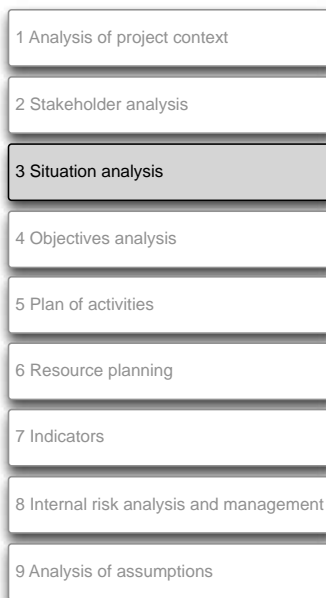 1 Analysis of project context
2 Stakeholder analysis
3 Situation analysis
4 Objectives analysis
5 Plan of activities
6 Resource planning
7 Indicators
8 Internal risk analysis and management
9 Analysis of assumptions